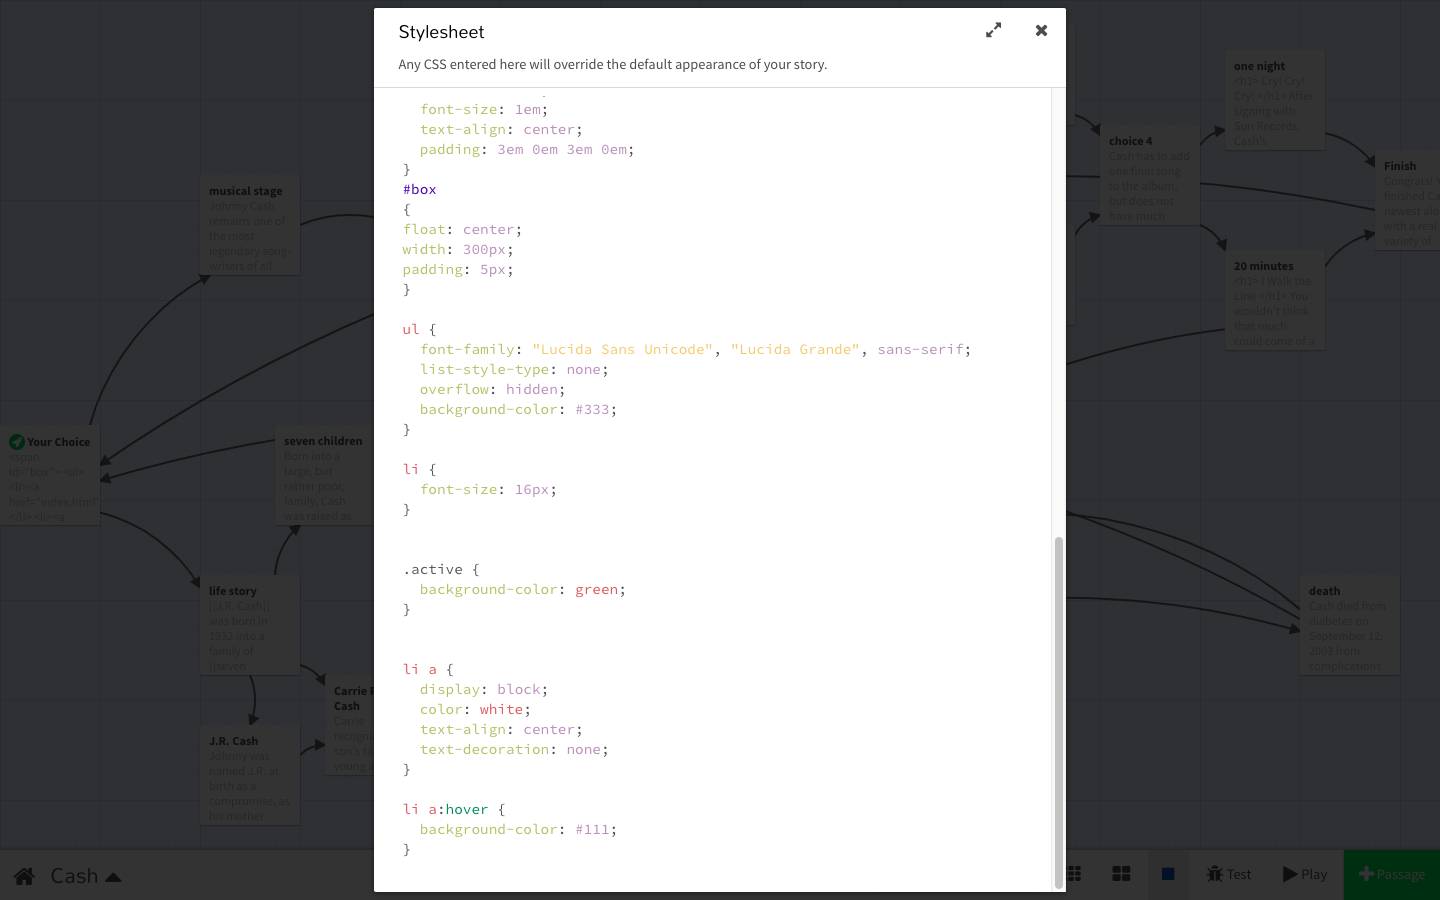 Stylesheet
Any CSS entered here will override the default appearance of your story.
font-size: 1em;
text-align: center;
padding: 3em 0em 3em 0em;
}
#box
{
float: center;
width: 300px;
padding: 5px;
}
ul {
font-family: "Lucida Sans Unicode", "Lucida Grande", sans-serif;
list-style-type: none;
overflow: hidden;
background-color: #333;
}
li {
font-size: 16px;
}
.active {
background-color: green;
}
li a {
display: block;
color: white;
text-align: center;
text-decoration: none;
}
li a:hover {
background-color: #111;
}
musical stage
Johnny Cash
remains one of
the most
legendary song-
writers of all
Your Choice
<span
id="box"><ul>
<li><a
href="index.html"
</li><li><a
seven children
Born into a
large, but
rather poor,
family, Cash
was raised as
life story
[[J.R. Cash]]
was born in
1932 into a
family of
[[seven
Carrie
Cash
Carrie
recogni
son's
young a
J.R. Cash
Johnny was
named J.R. at
birth as a
compromise, as
his mother
one night
<h1> Cry! Cry!
Cry! </h1> After
signing with
Sun Records,
Cash's
choice 4
Cash has to add
one final song
to the album,
but does not
have much
Finish
Congrats!
finished Ca
newest alb
with a real
variety of
20 minutes
<h1> I Walk the
Line </h1> You
wouldn't think
that much
could come of a
death
Cash died from
diabetes on
September 12,
2003 from
complications
Cash
Test
Play
Passage